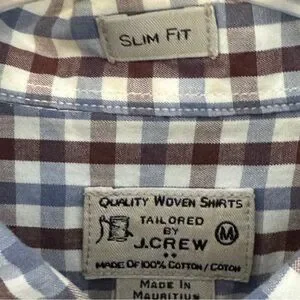 SLIM FIT
QUALITY WOVEN SHIRTS
TAILORED
BY
J.CREW
M
MADE OF 100% COTTON / COTON
MADE IN
MAURITIUS